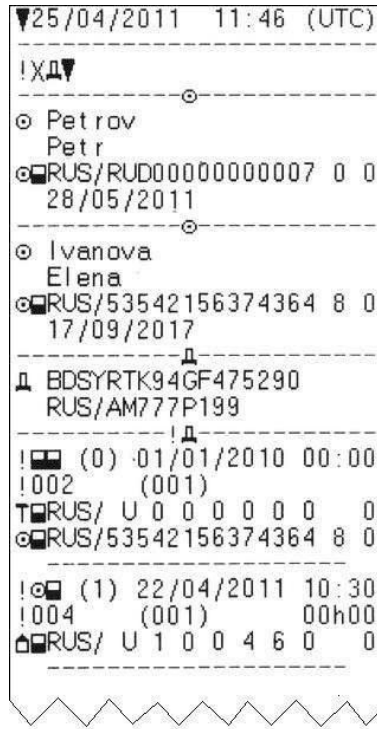 ▼25/04/2011 11:46 (UTC)
!X⅃▼
Petrov
Petr
RUS/RUD00000000007 0 0
28/05/2011
Ivanova
Elena
RUS/53542156374364 8 0
17/09/2017
BDSYRTK94GF475290
RUS/AM777P199
!
! (0) 01/01/2010 00:00
!002 (001)
RUS/ U 0 0 0 0 0 0 0
RUS/53542156374364 8 0
! (1) 22/04/2011 10:30
!004 (001) 00h00
RUS/ U 1 0 0 4 6 0 0